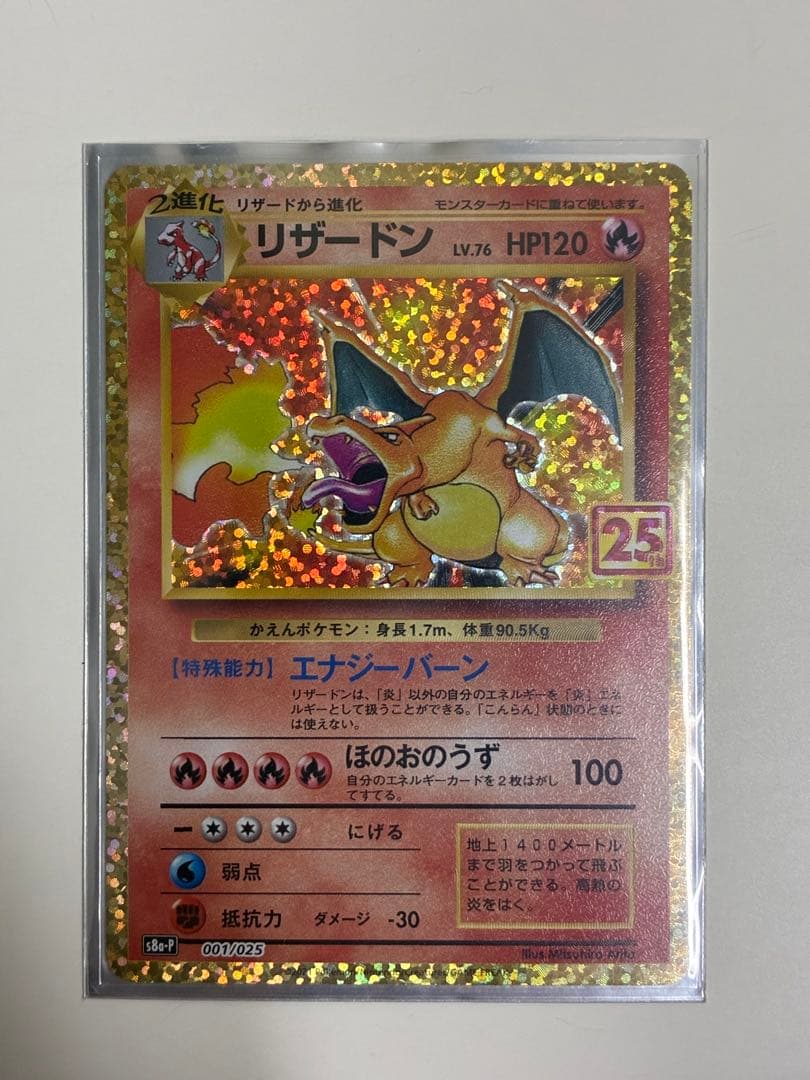 2進化 リザードから進化 モンスターカードに重ねて使います。
リザードン LV.76 HP120
25th
かえんポケモン：身長1.7m、体重90.5Kg
【特殊能力】エナジーバーン
リザードンは、「炎」以外の自分のエネルギーを「炎」エネ
ルギーとして扱うことができる。「こんらん」状態のときに
は使えない。
ほのおのうず 100
自分のエネルギーカードを２枚はがし
てすてる。
にげる
弱点
抵抗力 ダメージ -30
地上１４００メートル
まで羽をつかって飛ぶ
ことができる。高熱の
炎をはく。
s8a-P 001/025
Illus.Mitsuhiro Arita